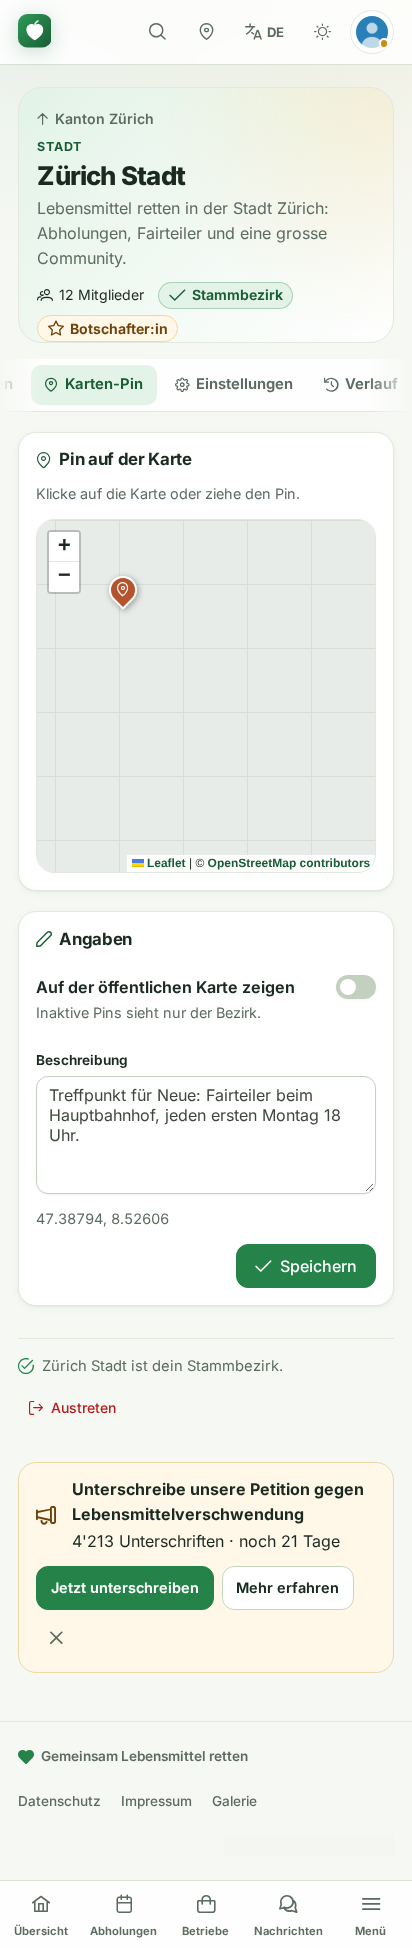 DE
Kanton Zürich
STADT
Zürich Stadt
Lebensmittel retten in der Stadt Zürich:
Abholungen, Fairteiler und eine grosse
Community.
12 Mitglieder Stammbezirk
Botschafter:in
en Karten-Pin Einstellungen Verlauf
Pin auf der Karte
Klicke auf die Karte oder ziehe den Pin.
+
−
Leaflet | © OpenStreetMap contributors
Angaben
Auf der öffentlichen Karte zeigen
Inaktive Pins sieht nur der Bezirk.
Beschreibung
Treffpunkt für Neue: Fairteiler beim
Hauptbahnhof, jeden ersten Montag 18
Uhr.
47.38794, 8.52606
Speichern
Zürich Stadt ist dein Stammbezirk.
Austreten
Unterschreibe unsere Petition gegen
Lebensmittelverschwendung
4'213 Unterschriften · noch 21 Tage
Jetzt unterschreiben Mehr erfahren
Gemeinsam Lebensmittel retten
Datenschutz Impressum Galerie
Übersicht Abholungen Betriebe Nachrichten Menü